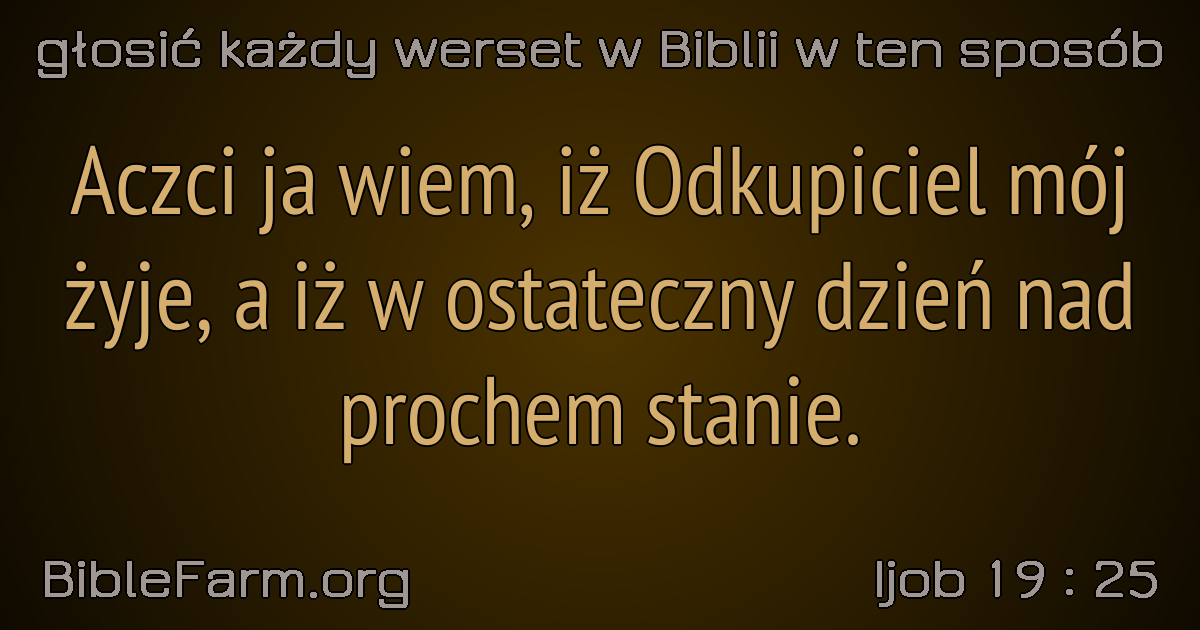 głosić każdy werset w Biblii w ten sposób
Aczci ja wiem, iż Odkupiciel mój
żyje, a iż w ostateczny dzień nad
prochem stanie.
BibleFarm.org
Ijob 19 : 25